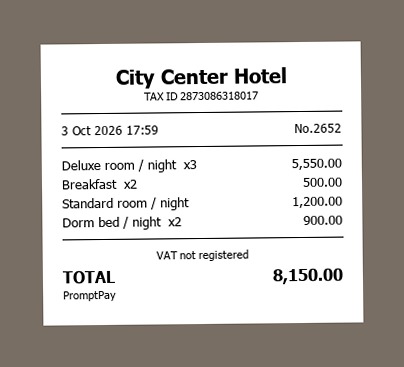 City Center Hotel
TAX ID 2873086318017
3 Oct 2026 17:59 No.2652
Deluxe room / night x3 5,550.00
Breakfast x2 500.00
Standard room / night 1,200.00
Dorm bed / night x2 900.00
VAT not registered
TOTAL 8,150.00
PromptPay